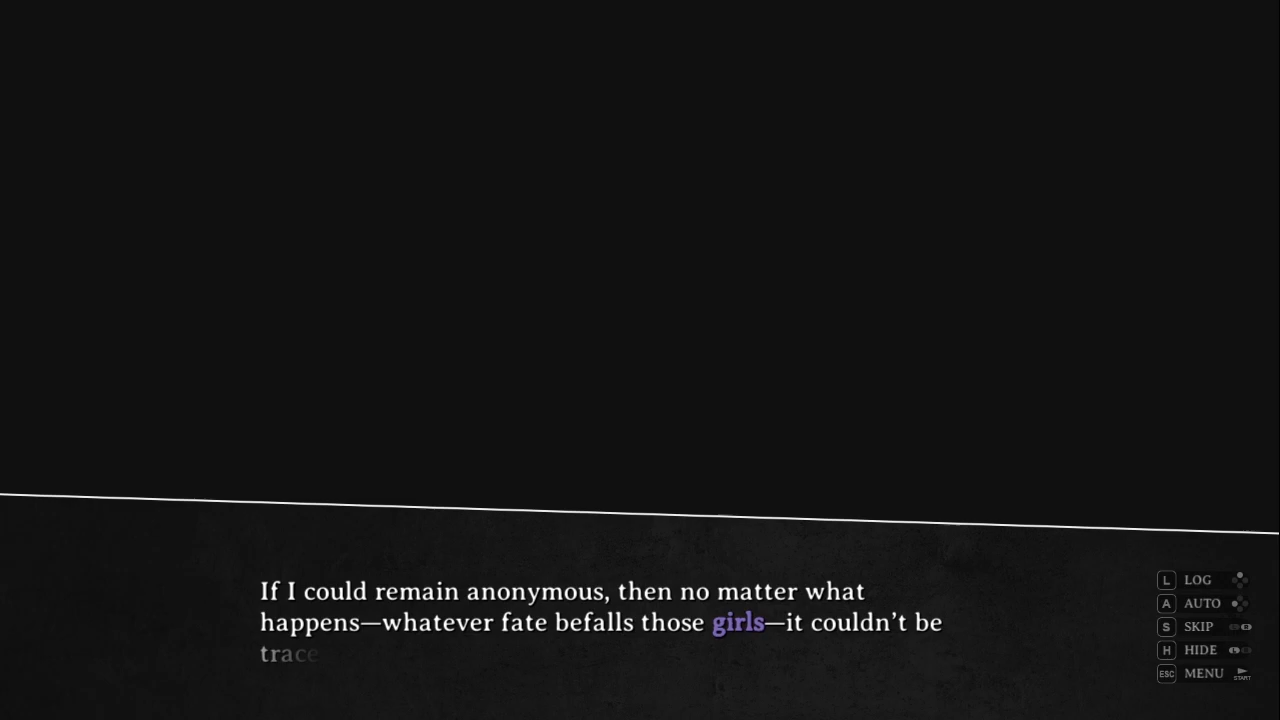 If I could remain anonymous, then no matter what
happens—whatever fate befalls those girls—it couldn’t be
trace
L LOG
A AUTO
S SKIP
H HIDE
ESC MENU
START